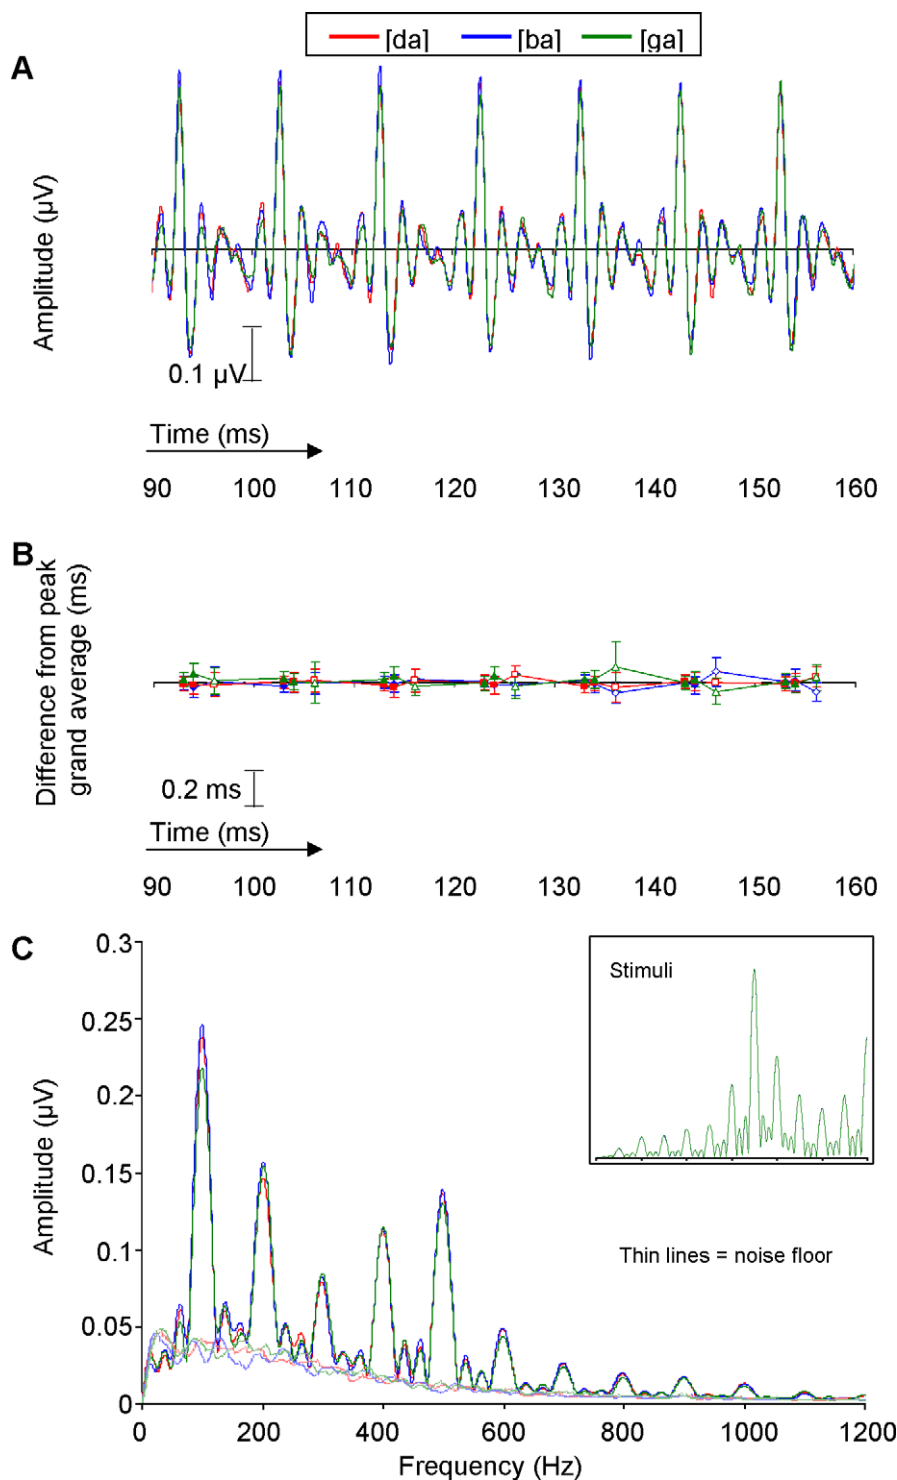 [da] [ba] [ga]
A
Amplitude (µV)
0.1 µV
Time (ms)
90 100 110 120 130 140 150 160
B
Difference from peak
grand average (ms)
0.2 ms
Time (ms)
90 100 110 120 130 140 150 160
C
Amplitude (µV)
0.3
0.25
0.2
0.15
0.1
0.05
0
Stimuli
Thin lines = noise floor
0 200 400 600 800 1000 1200
Frequency (Hz)